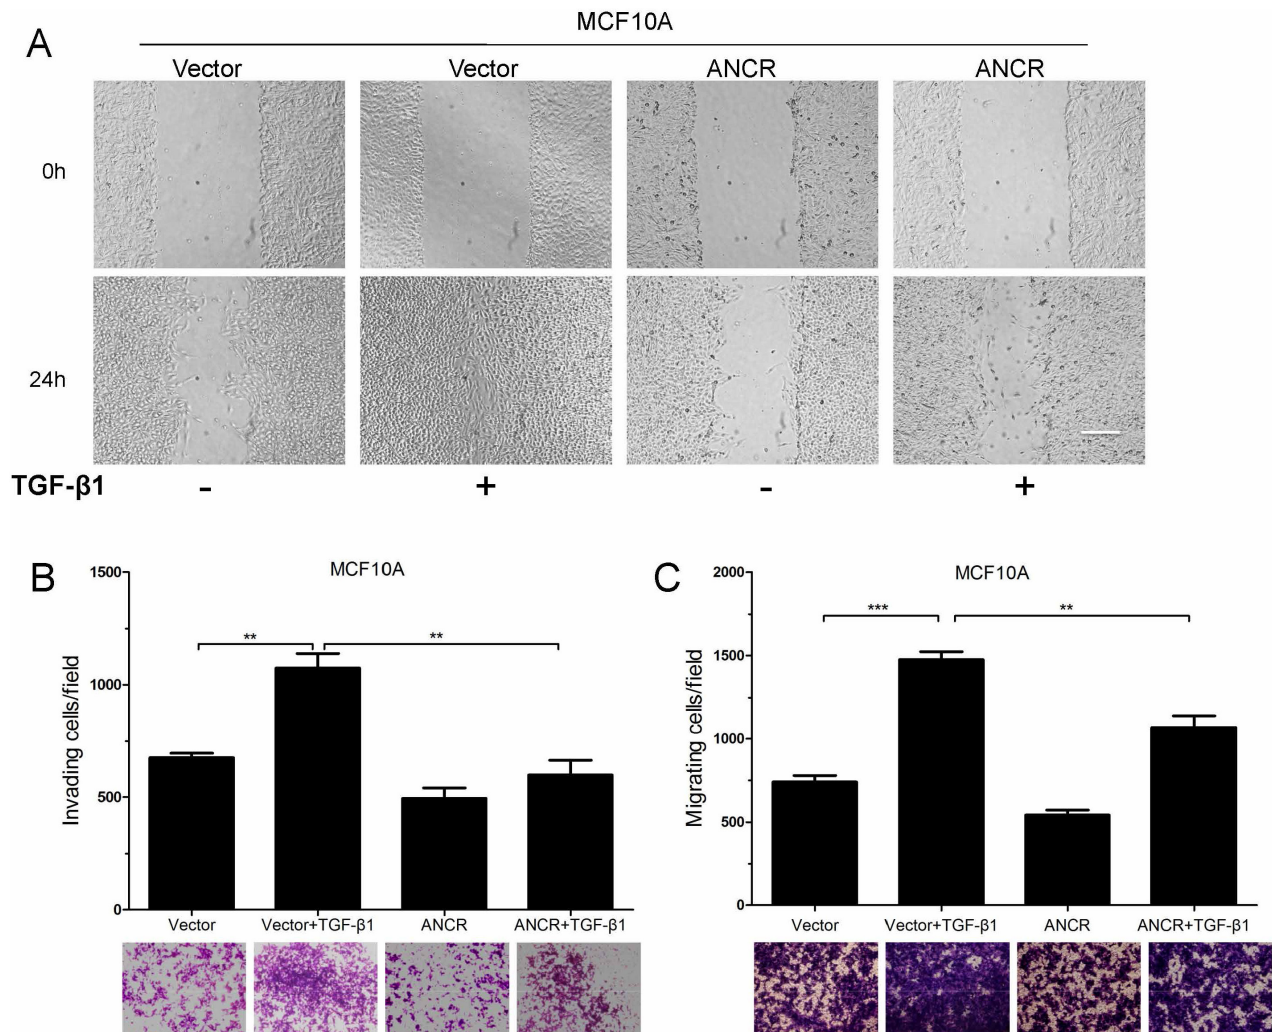 MCF10A
A
Vector Vector ANCR ANCR
0h
24h
TGF-β1 - + - +
B
MCF10A
1500
** **
1000
Invading cells/field
500
0
Vector Vector+TGF-β1 ANCR ANCR+TGF-β1
C
MCF10A
2000
*** **
1500
Migrating cells/field
1000
500
0
Vector Vector+TGF-β1 ANCR ANCR+TGF-β1